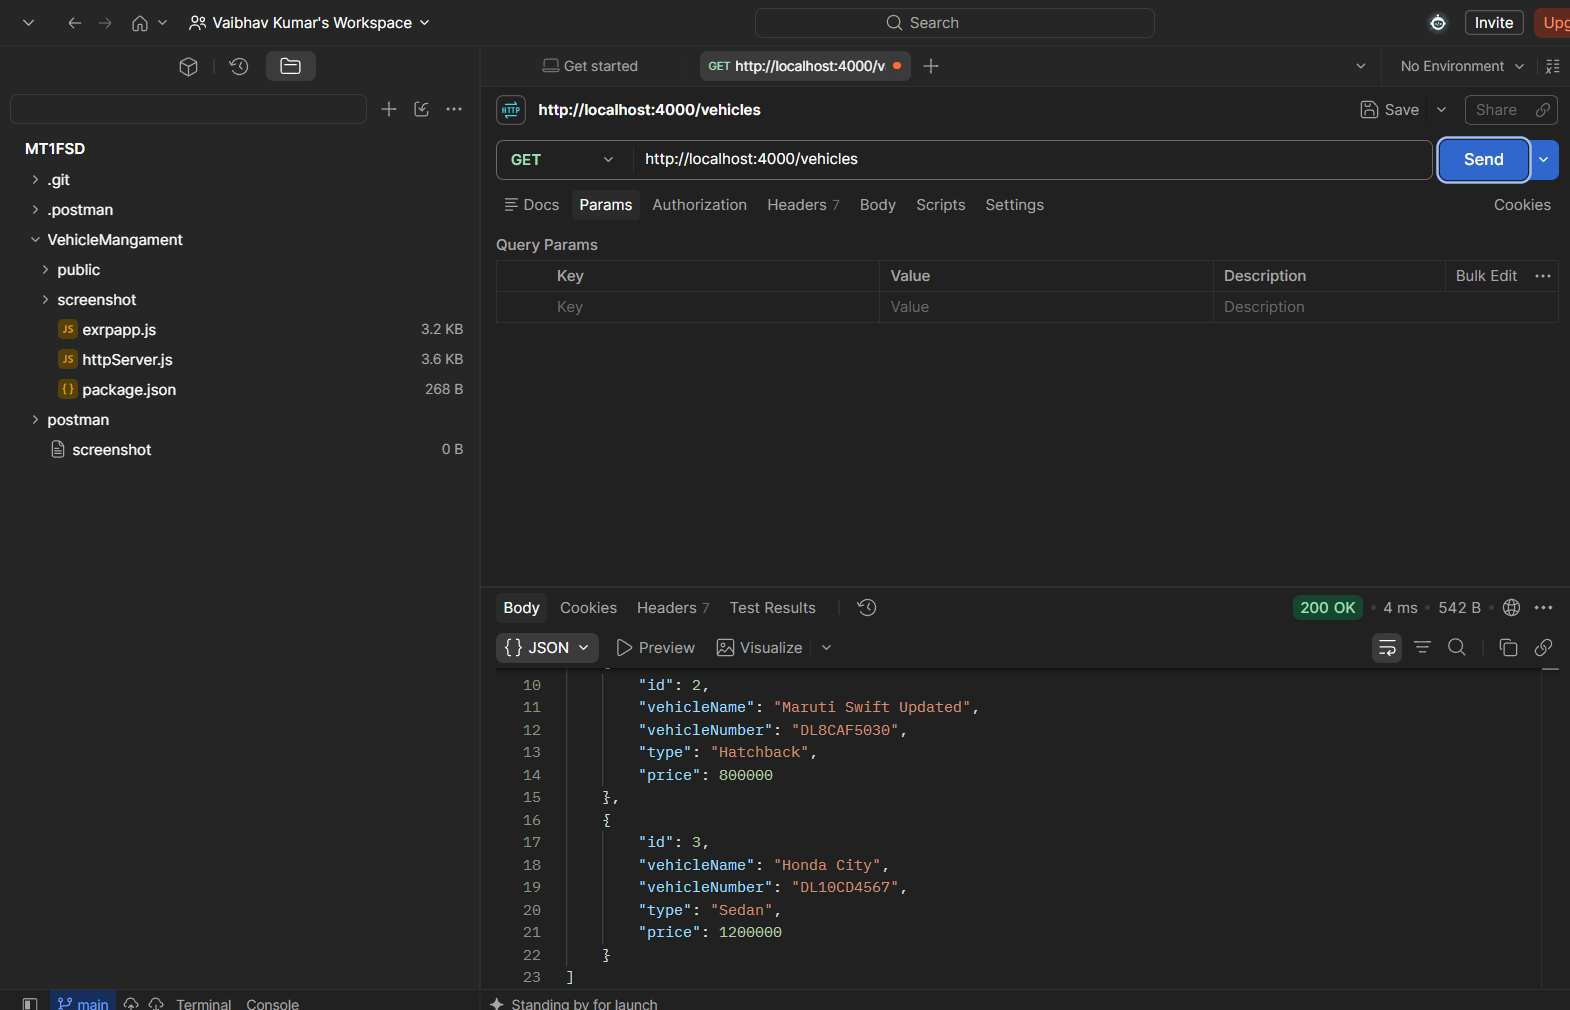 Vaibhav Kumar's Workspace
Search
Invite
Upg
Get started
GET http://localhost:4000/v
No Environment
HTTP http://localhost:4000/vehicles
Save
Share
MT1FSD
.git
.postman
VehicleMangament
public
screenshot
JS exrpapp.js 3.2 KB
JS httpServer.js 3.6 KB
{} package.json 268 B
postman
screenshot 0 B
GET http://localhost:4000/vehicles
Send
Docs Params Authorization Headers 7 Body Scripts Settings Cookies
Query Params
Key Value Description Bulk Edit
Key Value Description
Body Cookies Headers 7 Test Results 200 OK • 4 ms • 542 B
{} JSON Preview Visualize
10 "id": 2,
11 "vehicleName": "Maruti Swift Updated",
12 "vehicleNumber": "DL8CAF5030",
13 "type": "Hatchback",
14 "price": 800000
15 },
16 {
17 "id": 3,
18 "vehicleName": "Honda City",
19 "vehicleNumber": "DL10CD4567",
20 "type": "Sedan",
21 "price": 1200000
22 }
23 ]
main Terminal Console Standing by for launch